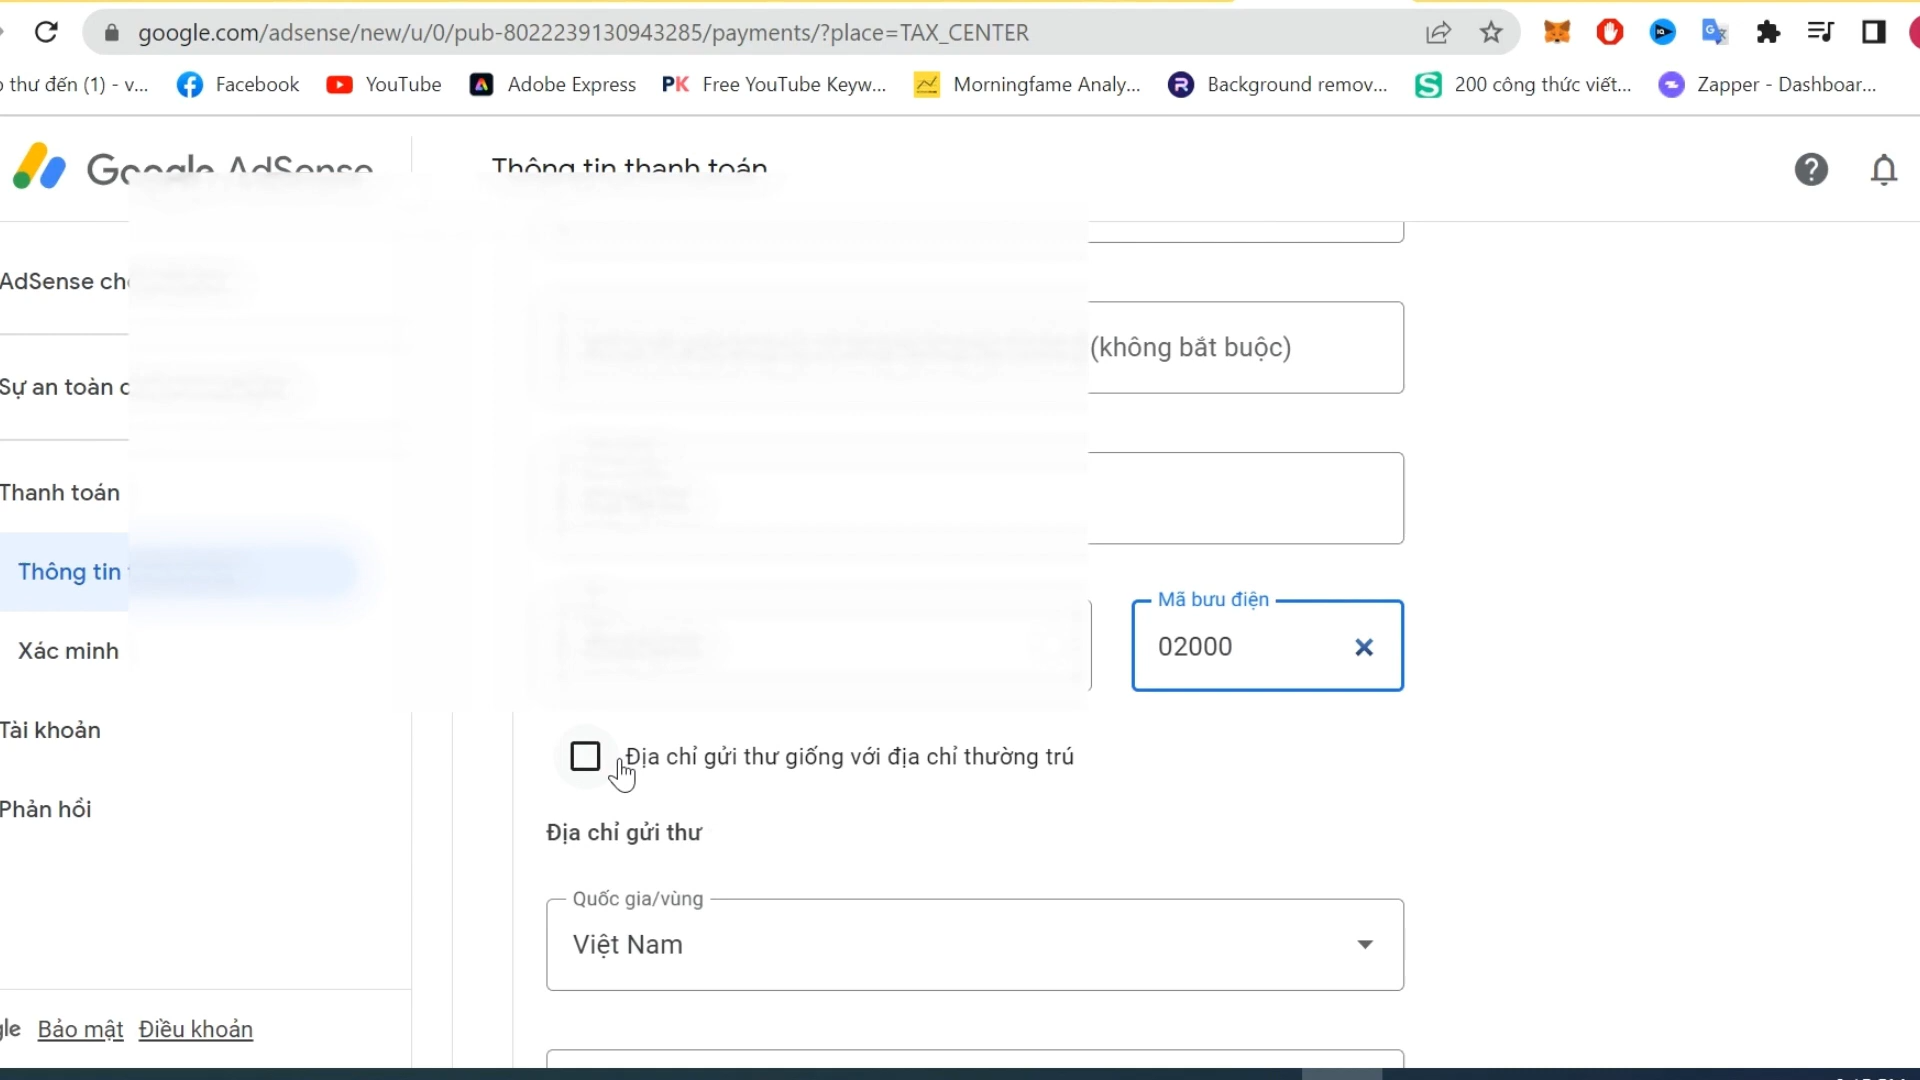 google.com/adsense/new/u/0/pub-8022239130943285/payments/?place=TAX_CENTER
thư đến (1) - v... Facebook YouTube Adobe Express PK Free YouTube Keyw... Morningfame Analy... Background remov... 200 công thức viết... Zapper - Dashboar...
Google AdSense Thông tin thanh toán
AdSense
(không bắt buộc)
Sự an toàn
Thanh toán
Thông tin
Mã bưu điện
02000
Xác minh
Tài khoản
Địa chỉ gửi thư giống với địa chỉ thường trú
Phản hồi
Địa chỉ gửi thư
Quốc gia/vùng
Việt Nam
Bảo mật Điều khoản